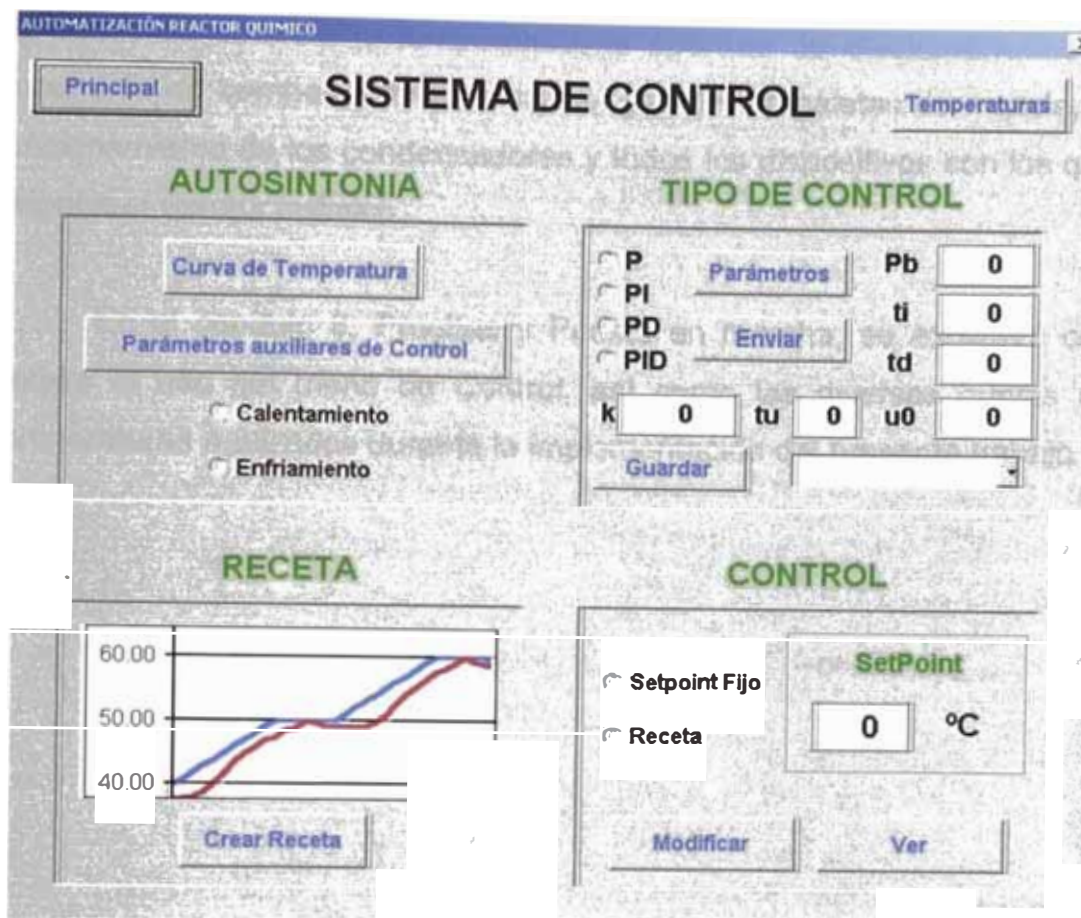 AUTOMATIZACIÓN REACTOR QUIMICO
Principal
SISTEMA DE CONTROL
Temperaturas
AUTOSINTONIA
Curva de Temperatura
Parámetros auxiliares de Control
Calentamiento
Enfriamiento
TIPO DE CONTROL
P
PI
PD
PID
Parámetros
Enviar
Pb 0
ti 0
td 0
k 0 tu 0 u0 0
Guardar
RECETA
60.00
50.00
40.00
Crear Receta
CONTROL
Setpoint Fijo
Receta
SetPoint
0 ºC
Modificar
Ver